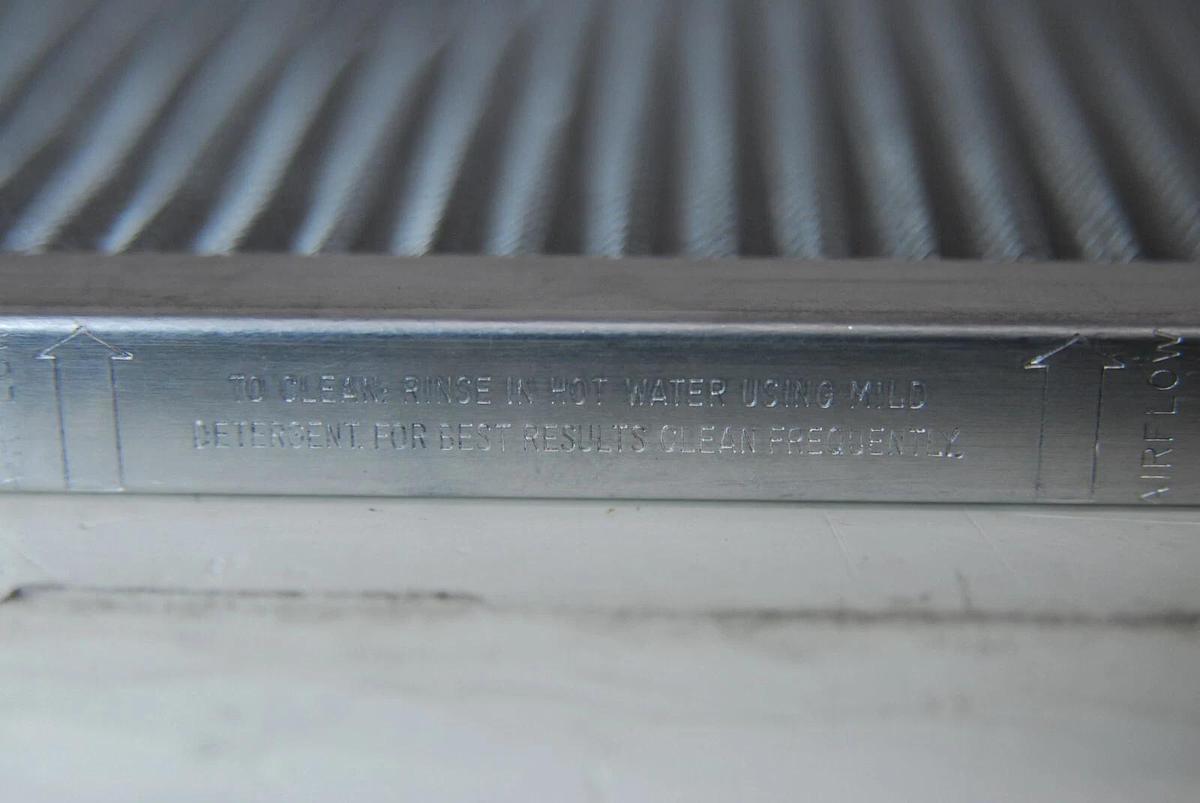 TO CLEAN: RINSE IN HOT WATER USING MILD
DETERGENT. FOR BEST RESULTS CLEAN FREQUENTLY.
AIRFLOW